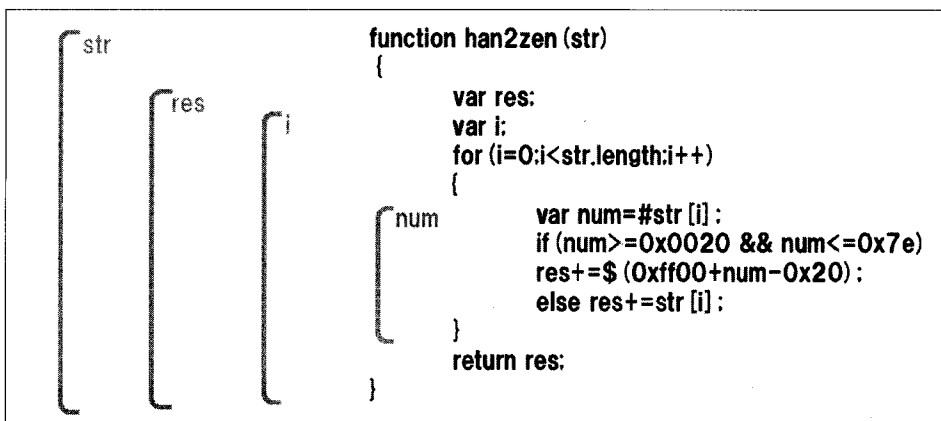 str
function han2zen (str)
{
res
var res;
i
var i;
for (i=0;i<str.length;i++)
{
num
var num=#str [i] ;
if (num>=0x0020 && num<=0x7e)
res+=$ (0xff00+num-0x20) ;
else res+=str [i] ;
}
return res;
}